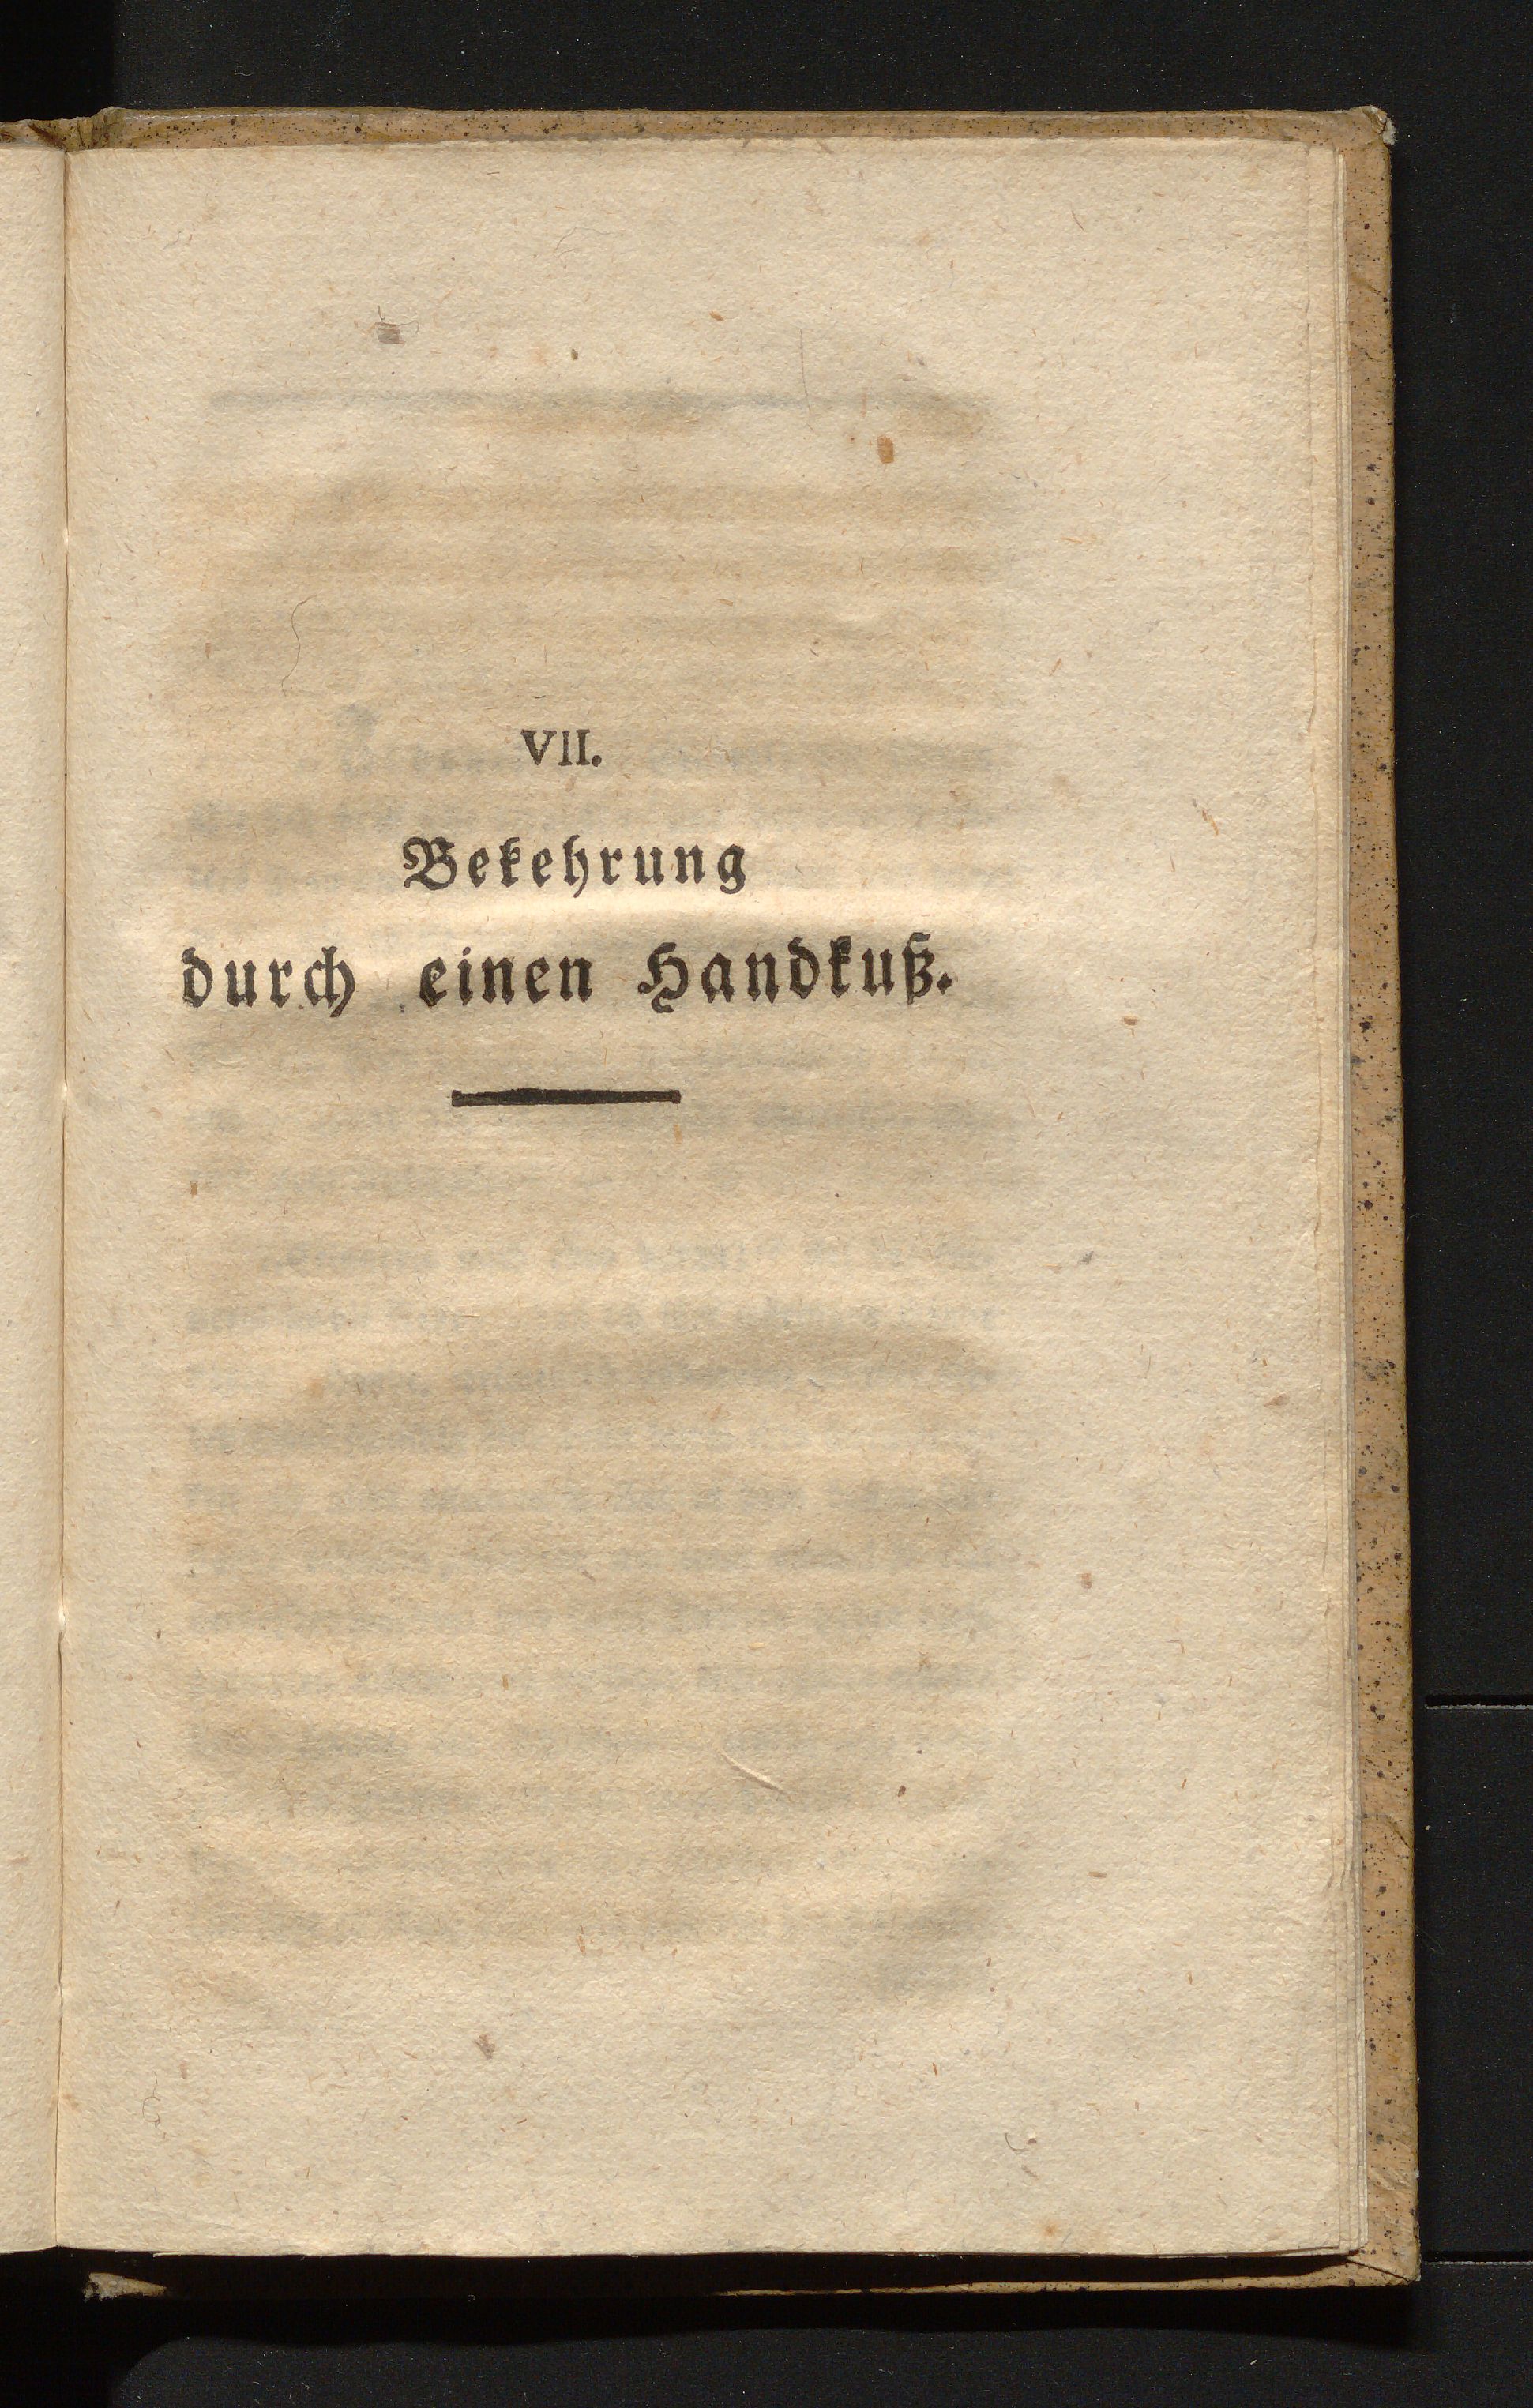 VII.
Bekehrung
durch einen Handkuß.